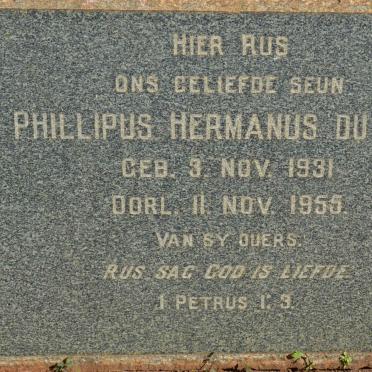 HIER RUS
ONS GELIEFDE SEUN
PHILLIPUS HERMANUS DU
GEB. 3. NOV. 1931
OORL. 11. NOV. 1955.
VAN SY OUERS.
RUS SAG GOD IS LIEFDE
1 PETRUS 1: 3.